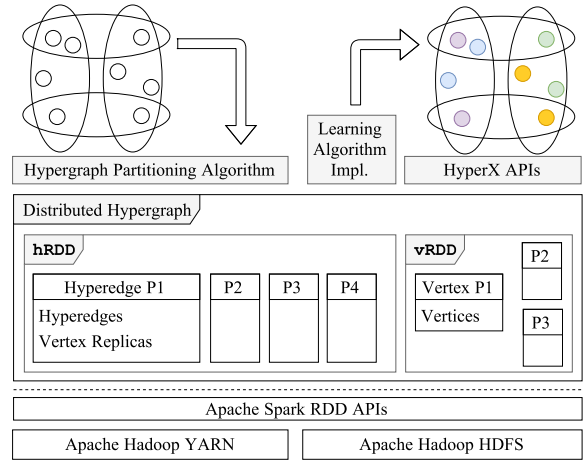 Hypergraph Partitioning Algorithm
Learning
Algorithm
Impl.
HyperX APIs
Distributed Hypergraph
hRDD
Hyperedge P1
Hyperedges
Vertex Replicas
P2
P3
P4
vRDD
Vertex P1
Vertices
P2
P3
Apache Spark RDD APIs
Apache Hadoop YARN
Apache Hadoop HDFS